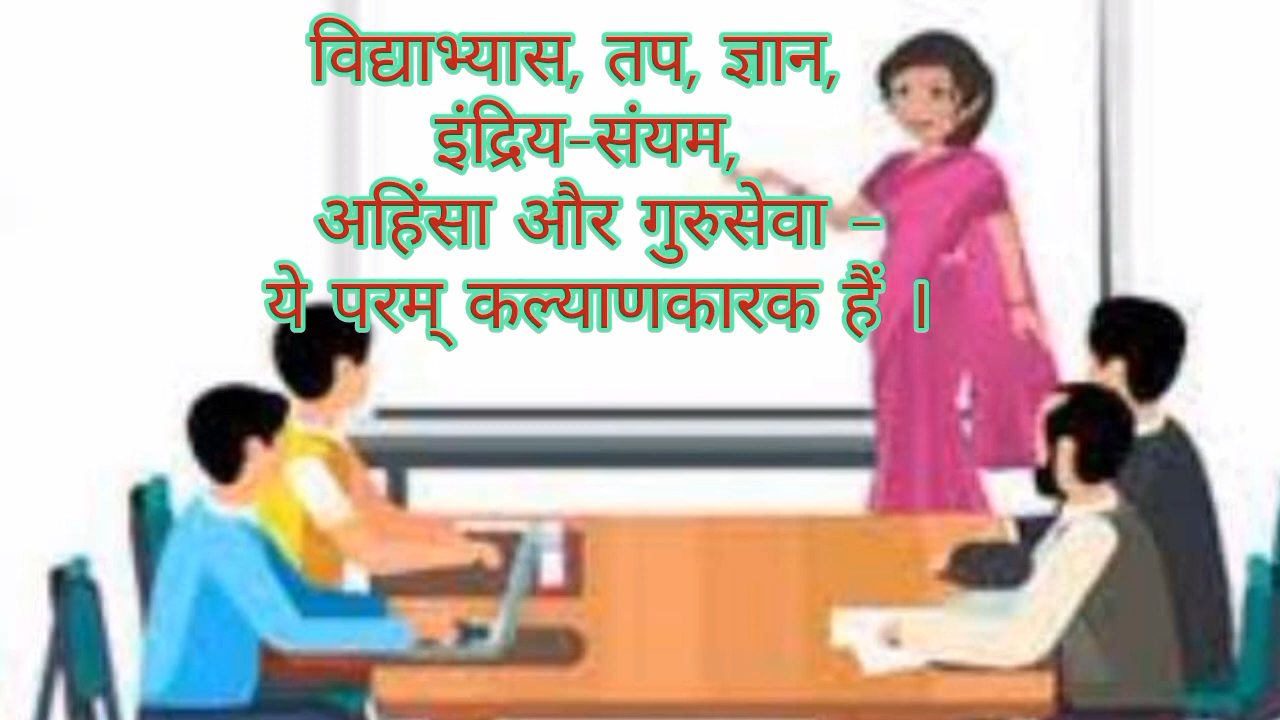 विद्याभ्यास, तप, ज्ञान,
इंद्रिय-संयम,
अहिंसा और गुरुसेवा -
ये परम् कल्याणकारक हैं ।